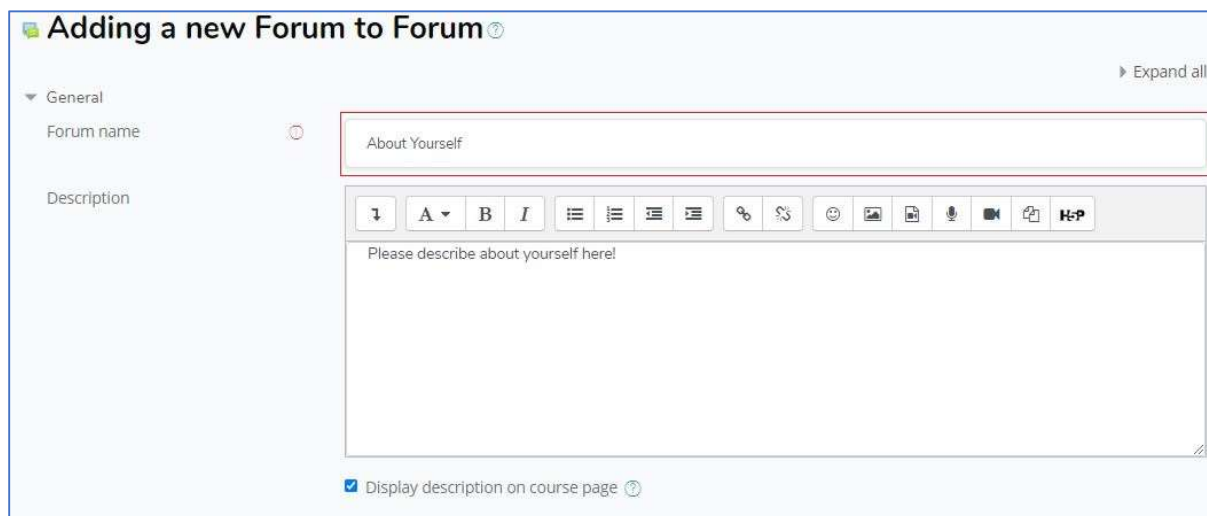 Adding a new Forum to Forum
Expand all
General
Forum name
About Yourself
Description
A B I H-P
Please describe about yourself here!
Display description on course page